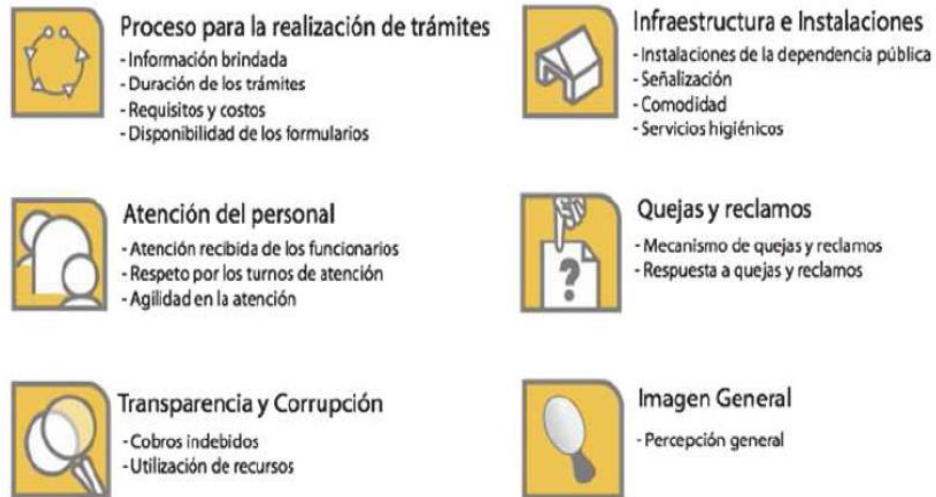 Proceso para la realización de trámites
- Información brindada
- Duración de los trámites
- Requisitos y costos
- Disponibilidad de los formularios
Infraestructura e Instalaciones
- Instalaciones de la dependencia pública
- Señalización
- Comodidad
- Servicios higiénicos
Atención del personal
- Atención recibida de los funcionarios
- Respeto por los turnos de atención
- Agilidad en la atención
Quejas y reclamos
- Mecanismo de quejas y reclamos
- Respuesta a quejas y reclamos
?
Transparencia y Corrupción
- Cobros indebidos
- Utilización de recursos
Imagen General
- Percepción general